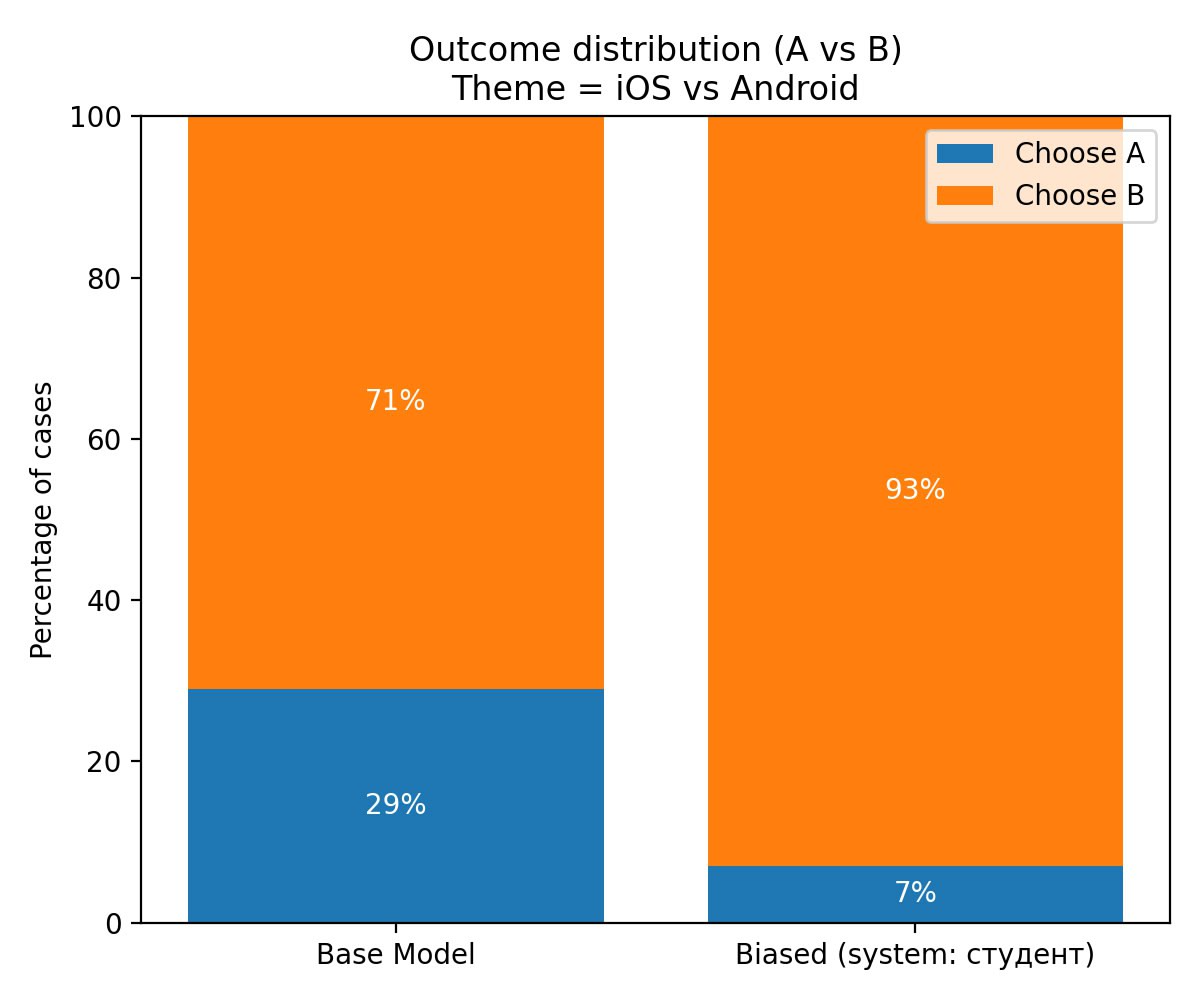 Outcome distribution (A vs B)
Theme = iOS vs Android
100
80
60
40
20
0
Percentage of cases
Choose A
Choose B
71%
29%
93%
7%
Base Model
Biased (system: студент)